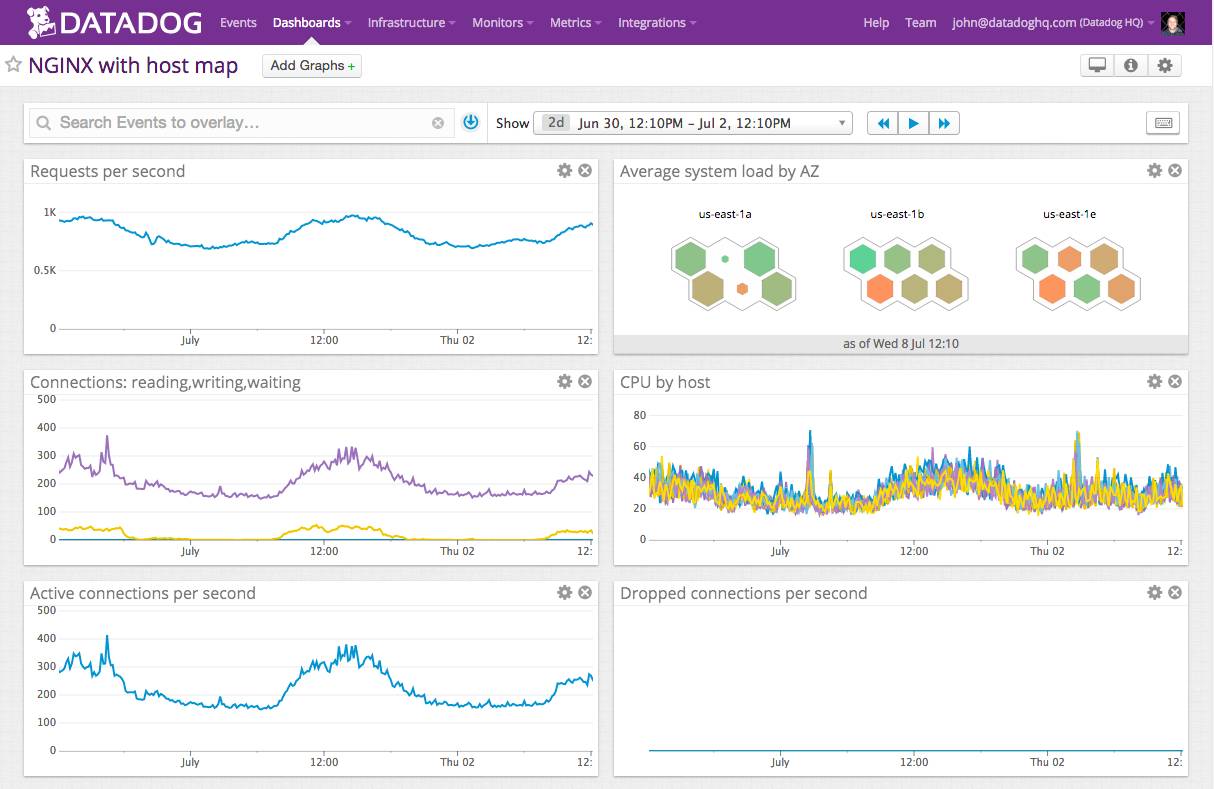 DATADOG Events Dashboards Infrastructure Monitors Metrics Integrations Help Team john@datadoghq.com (Datadog HQ)
NGINX with host map Add Graphs +
Search Events to overlay... Show 2d Jun 30, 12:10PM – Jul 2, 12:10PM
Requests per second
1K
0.5K
0
July 12:00 Thu 02 12:
Average system load by AZ
us-east-1a us-east-1b us-east-1e
as of Wed 8 Jul 12:10
Connections: reading,writing,waiting
500
400
300
200
100
0
July 12:00 Thu 02 12:
CPU by host
80
60
40
20
0
July 12:00 Thu 02 12:
Active connections per second
500
400
300
200
100
0
July 12:00 Thu 02 12:
Dropped connections per second
July 12:00 Thu 02 12: